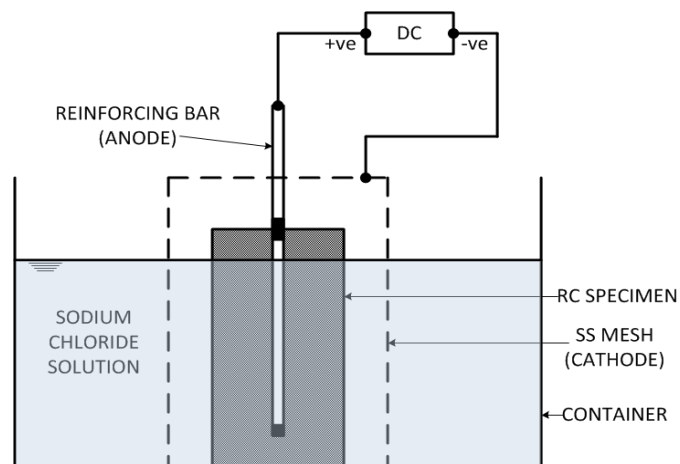 DC
+ve
-ve
REINFORCING BAR
(ANODE)
RC SPECIMEN
SODIUM
CHLORIDE
SOLUTION
SS MESH
(CATHODE)
CONTAINER